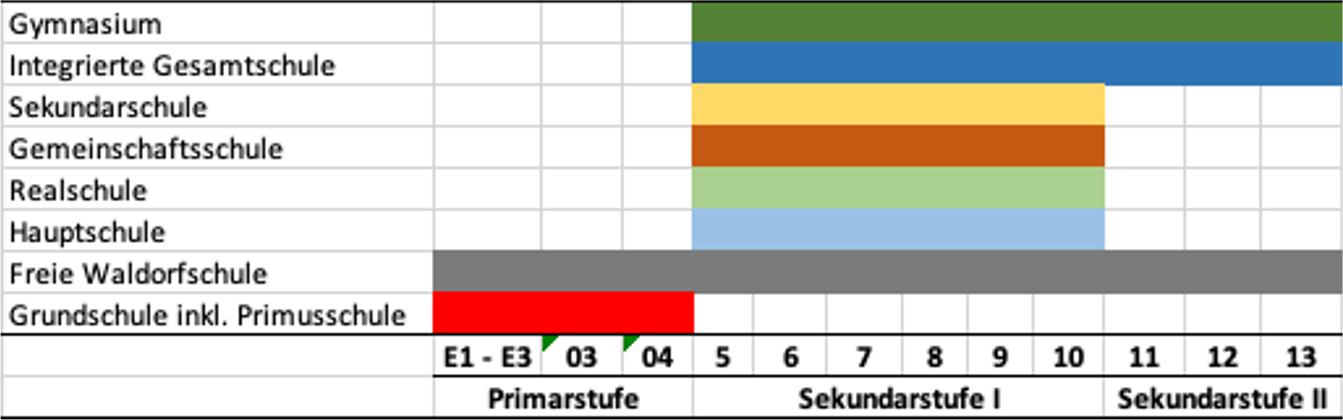 Gymnasium
Integrierte Gesamtschule
Sekundarschule
Gemeinschaftsschule
Realschule
Hauptschule
Freie Waldorfschule
Grundschule inkl. Primusschule
E1 - E3 03 04 5 6 7 8 9 10 11 12 13
Primarstufe Sekundarstufe I Sekundarstufe II